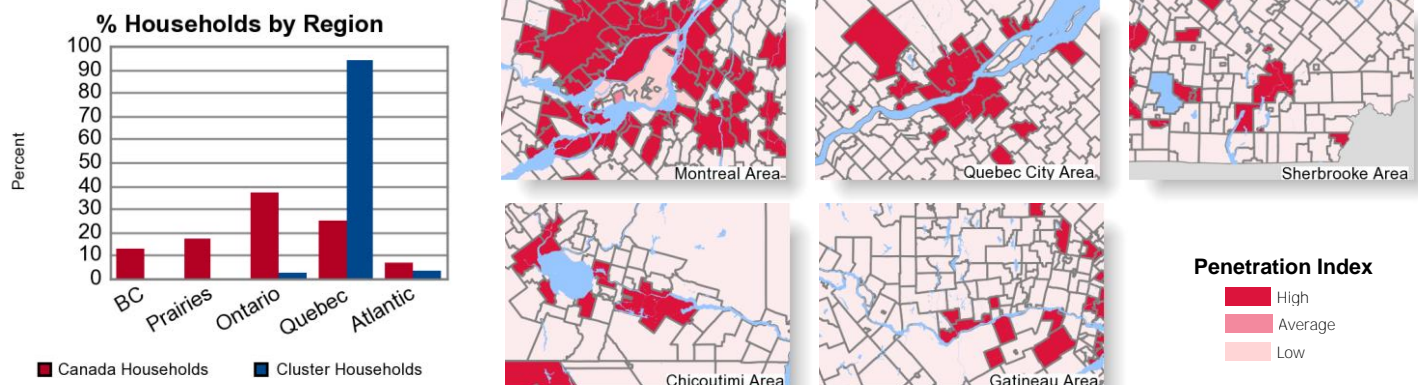 % Households by Region
Percent
100
90
80
70
60
50
40
30
20
10
0
BC
Prairies
Ontario
Quebec
Atlantic
Canada Households
Cluster Households
Montreal Area
Quebec City Area
Sherbrooke Area
Chicoutimi Area
Gatineau Area
Penetration Index
High
Average
Low